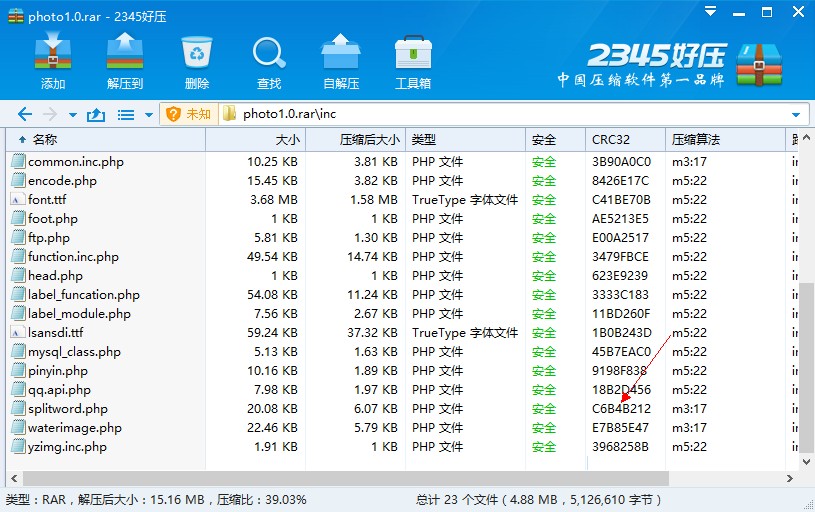 photo1.0.rar - 2345好压
添加 解压到 删除 查找 自解压 工具箱
2345好压
中国压缩软件第一品牌
未知 photo1.0.rar\inc
名称 大小 压缩后大小 类型 安全 CRC32 压缩算法
common.inc.php 10.25 KB 3.81 KB PHP 文件 安全 3B90A0C0 m3:17 ir
encode.php 15.45 KB 3.82 KB PHP 文件 安全 8426E17C m5:22 ir
font.ttf 3.68 MB 1.58 MB TrueType 字体文件 安全 C41BE70B m5:22 ir
foot.php 1 KB 1 KB PHP 文件 安全 AE5213E5 m5:22 ir
ftp.php 5.81 KB 1.30 KB PHP 文件 安全 E00A2517 m5:22 ir
function.inc.php 49.54 KB 14.74 KB PHP 文件 安全 3479FBCE m5:22 ir
head.php 1 KB 1 KB PHP 文件 安全 623E9239 m5:22 ir
label_funcation.php 54.08 KB 11.24 KB PHP 文件 安全 3333C183 m5:22 ir
label_module.php 7.56 KB 2.67 KB PHP 文件 安全 11BD260F m5:22 ir
lsansdi.ttf 59.24 KB 37.32 KB TrueType 字体文件 安全 1B0B243D m5:22 ir
mysql_class.php 5.13 KB 1.63 KB PHP 文件 安全 45B7EAC0 m5:22 ir
pinyin.php 10.16 KB 1.89 KB PHP 文件 安全 9198F838 m5:22 ir
qq.api.php 7.98 KB 1.97 KB PHP 文件 安全 18B2D456 m5:22 ir
splitword.php 20.08 KB 6.07 KB PHP 文件 安全 C6B4B212 m3:17 ir
waterimage.php 22.46 KB 5.79 KB PHP 文件 安全 E7B85E47 m3:17 ir
yzimg.inc.php 1.91 KB 1 KB PHP 文件 安全 3968258B m5:22 ir
类型：RAR，解压后大小：15.16 MB，压缩比：39.03% 总计 23 个文件（4.88 MB，5,126,610 字节）